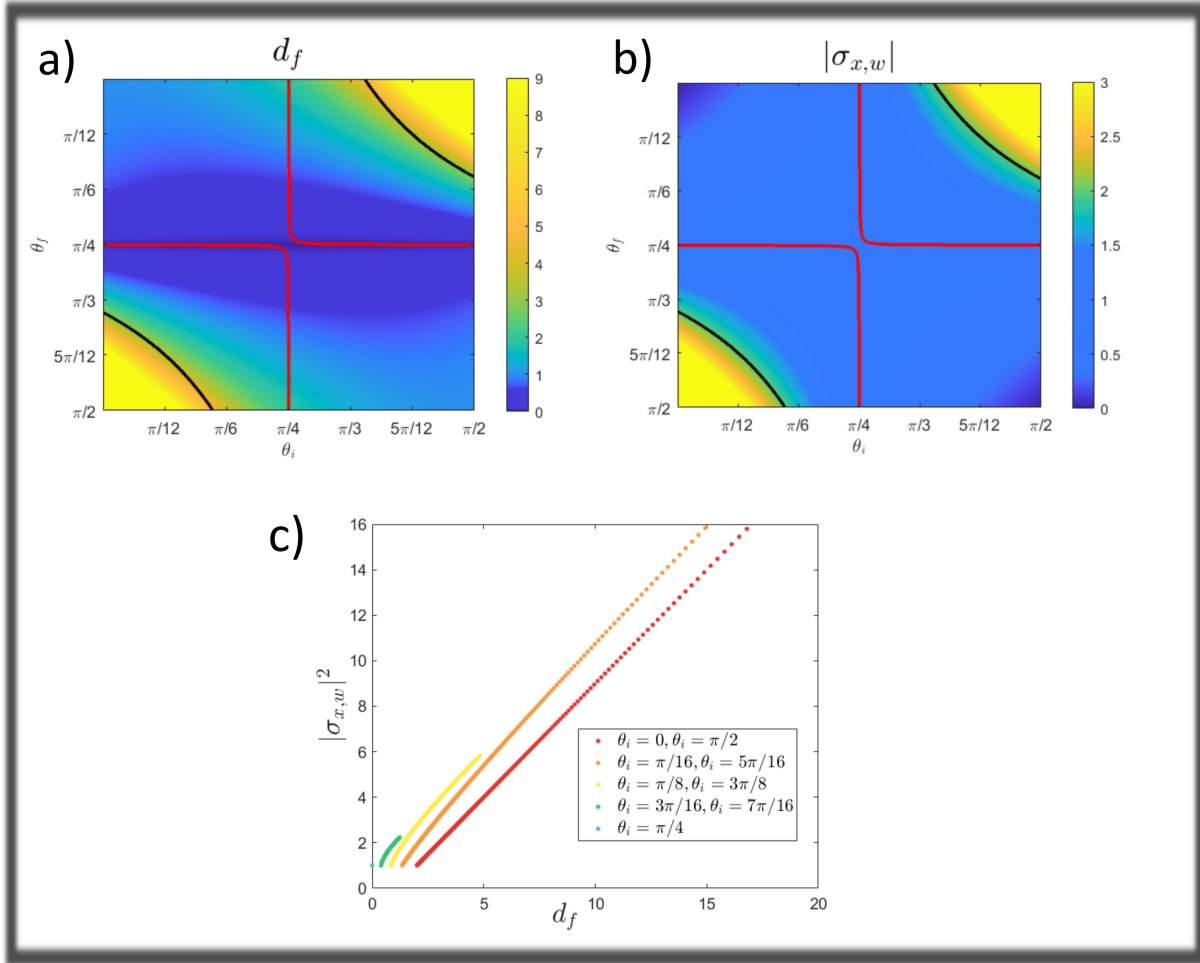 a)
d_f
θ_f
π/12
π/6
π/4
π/3
5π/12
π/2
π/12
π/6
π/4
π/3
5π/12
π/2
θ_i
9
8
7
6
5
4
3
2
1
0
b)
|σ_{x,w}|
θ_f
π/12
π/6
π/4
π/3
5π/12
π/2
π/12
π/6
π/4
π/3
5π/12
π/2
θ_i
3
2.5
2
1.5
1
0.5
0
c)
|σ_{x,w}|^2
16
14
12
10
8
6
4
2
0
0
5
10
15
20
d_f
θ_i = 0, θ_i = π/2
θ_i = π/16, θ_i = 5π/16
θ_i = π/8, θ_i = 3π/8
θ_i = 3π/16, θ_i = 7π/16
θ_i = π/4